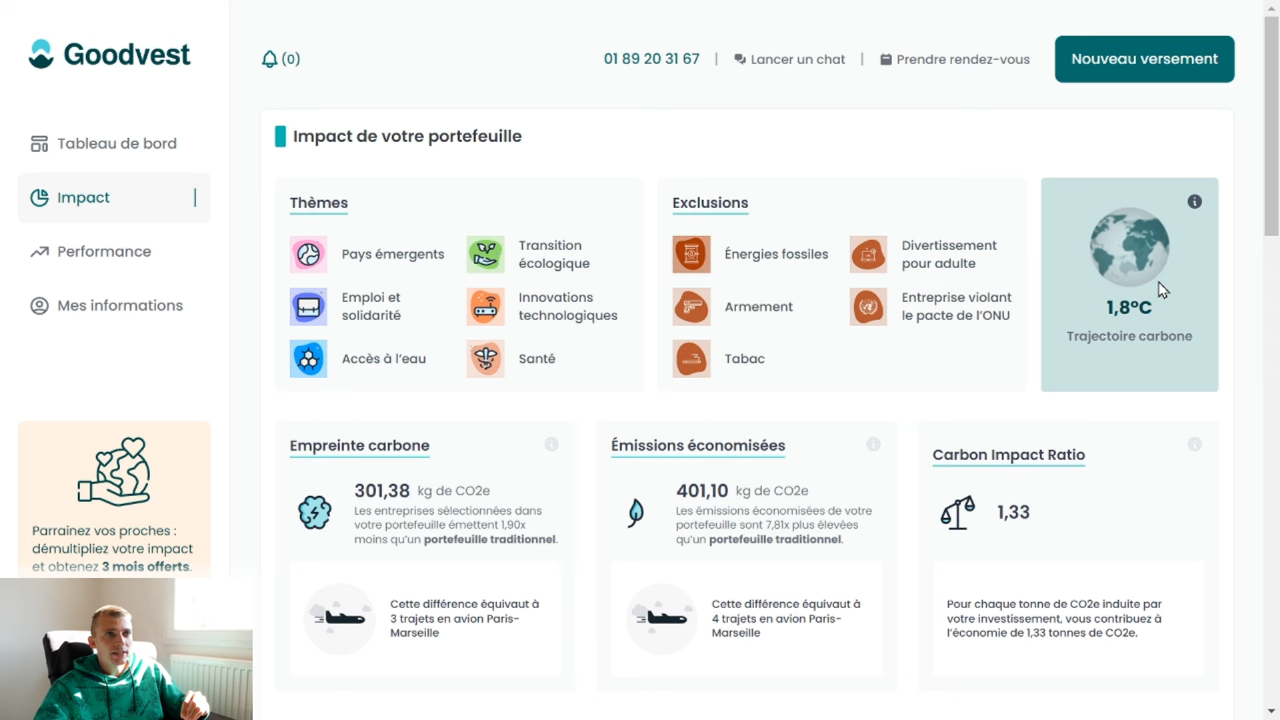 Goodvest
(0)
01 89 20 31 67 | Lancer un chat | Prendre rendez-vous
Nouveau versement
Tableau de bord
Impact
Performance
Mes informations
Parrainez vos proches :
démultipliez votre impact
et obtenez 3 mois offerts.
Impact de votre portefeuille
Thèmes
Pays émergents
Transition
écologique
Emploi et
solidarité
Innovations
technologiques
Accès à l'eau
Santé
Exclusions
Énergies fossiles
Divertissement
pour adulte
Armement
Entreprise violant
le pacte de l'ONU
Tabac
1,8°C
Trajectoire carbone
Empreinte carbone
301,38 kg de CO2e
Les entreprises sélectionnées dans
votre portefeuille émettent 1,90x
moins qu'un portefeuille traditionnel.
Cette différence équivaut à
3 trajets en avion Paris-
Marseille
Émissions économisées
401,10 kg de CO2e
Les émissions économisées de votre
portefeuille sont 7,81x plus élevées
qu'un portefeuille traditionnel.
Cette différence équivaut à
4 trajets en avion Paris-
Marseille
Carbon Impact Ratio
1,33
Pour chaque tonne de CO2e induite par
votre investissement, vous contribuez à
l'économie de 1,33 tonnes de CO2e.